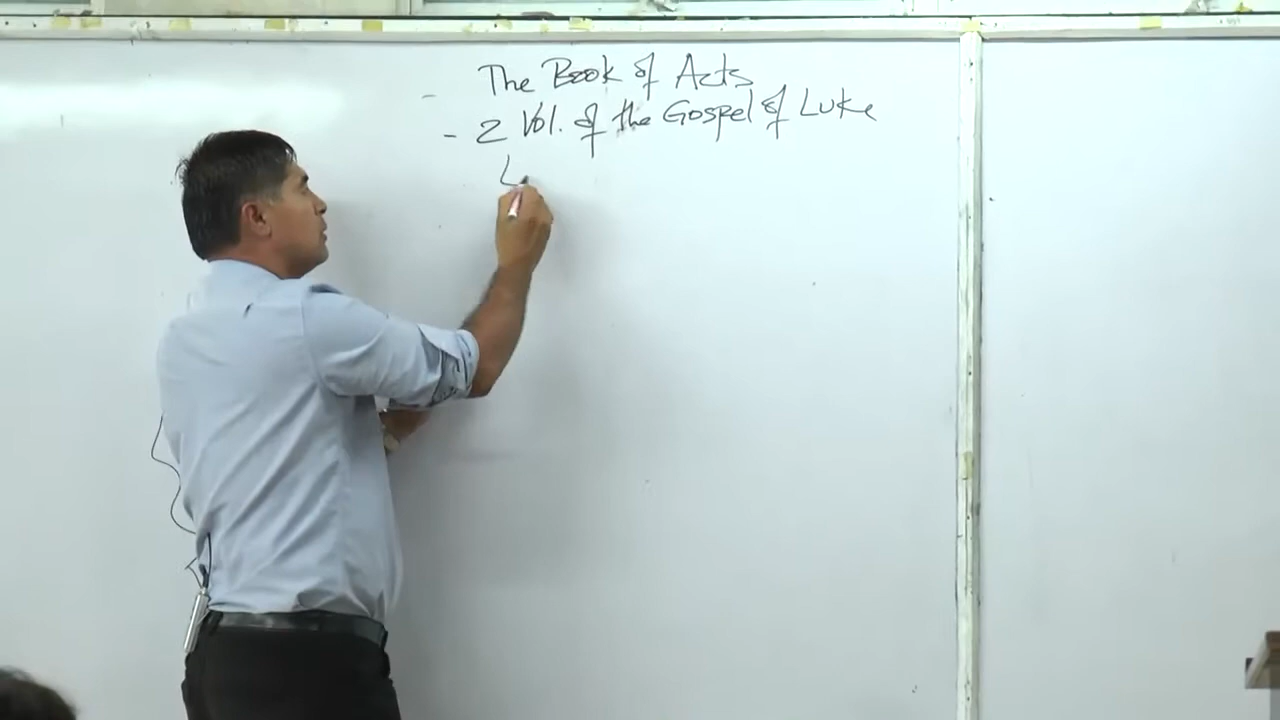 - The Book of Acts
- 2 Vol. of the Gospel of Luke
L